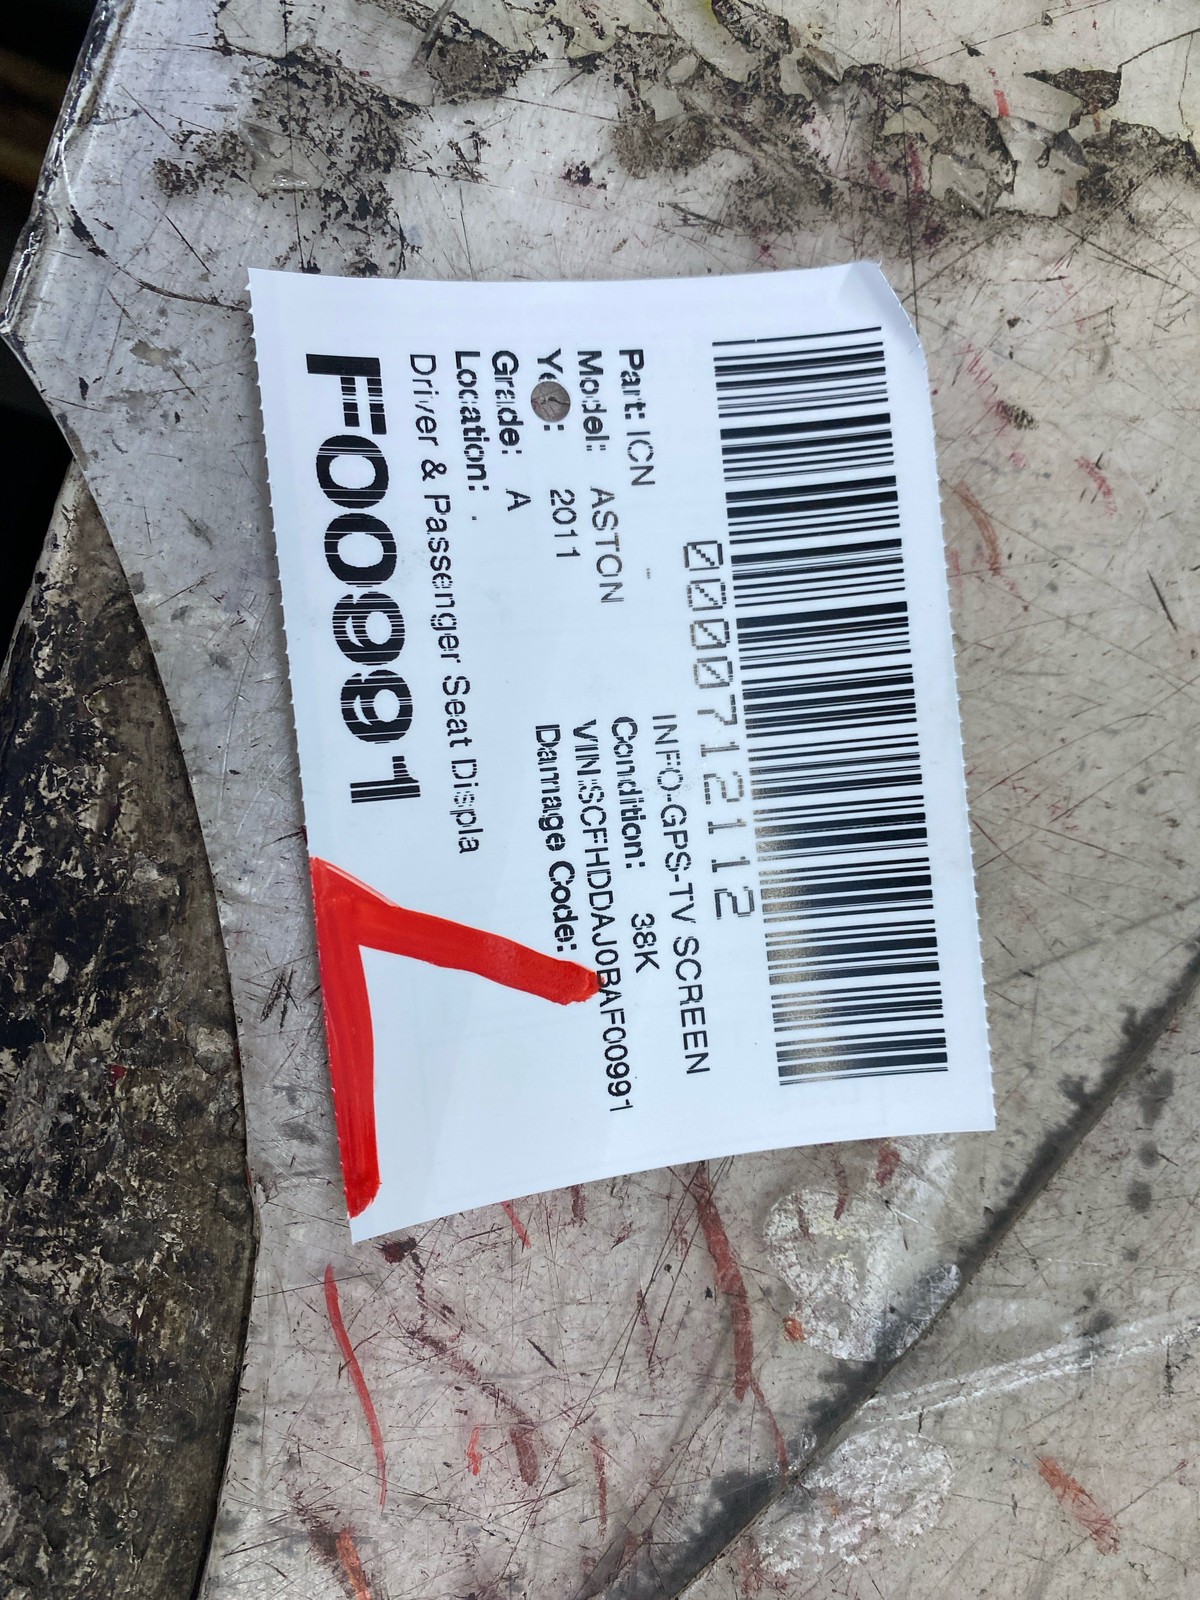 0000712112
Part: ICN - INFO-GPS-TV SCREEN
Model: ASTON Condition: 38K
2011 VIN:SCFHDDAJ0BAF00991
Grade: A Damage Code:
Location: .
Driver & Passenger Seat Displa
F00991 L